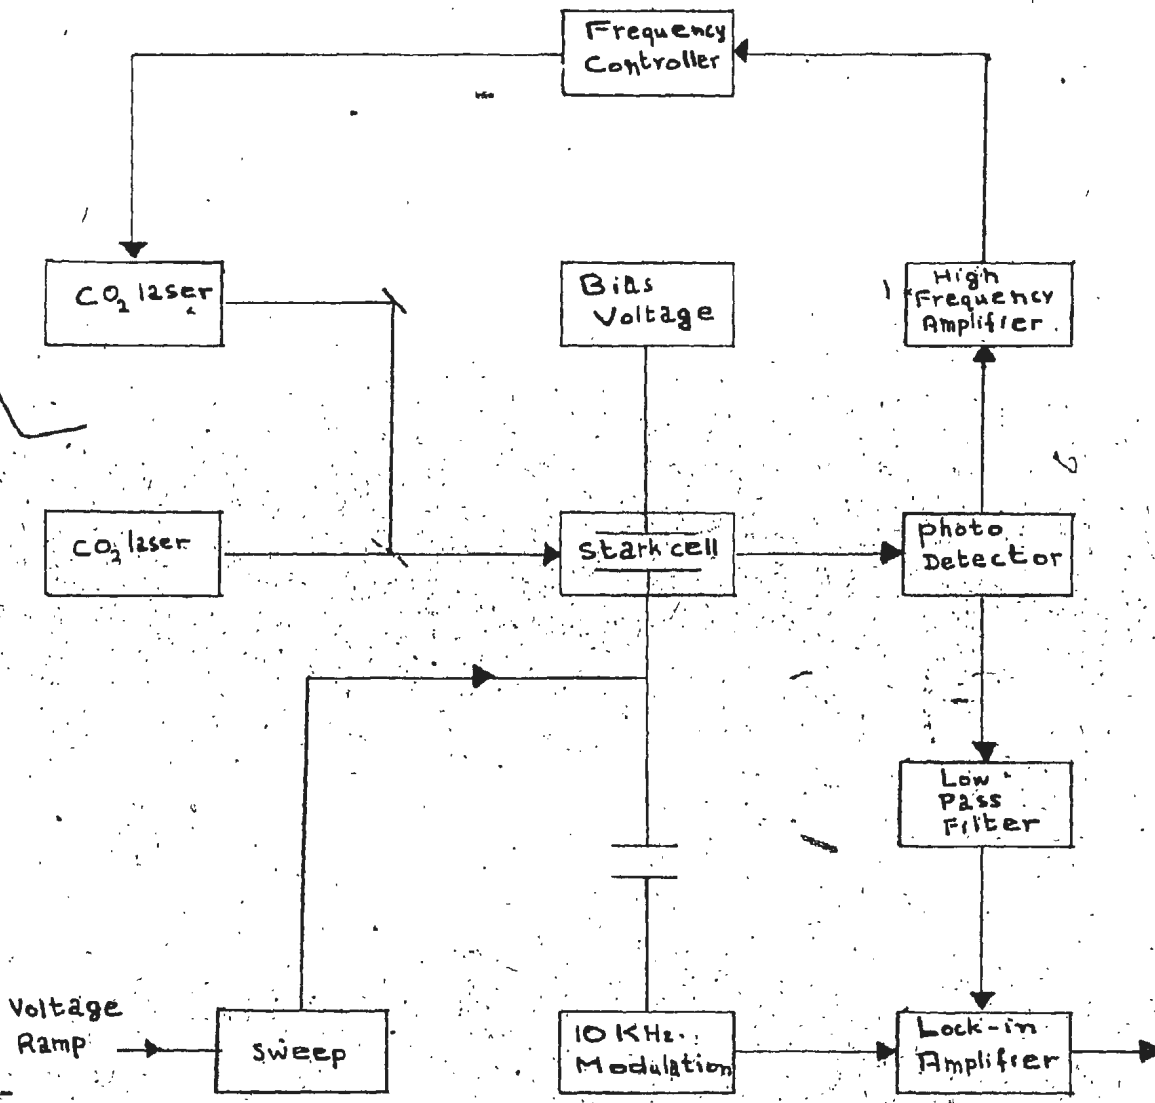 Frequency
Controller
CO2 laser
Bias
Voltage
High
Frequency
Amplifier.
CO2 laser
Stark cell
photo
Detector
Low
Pass
Filter
Voltage
Ramp
Sweep
10 KHz.
Modulation
Lock-in
Amplifier